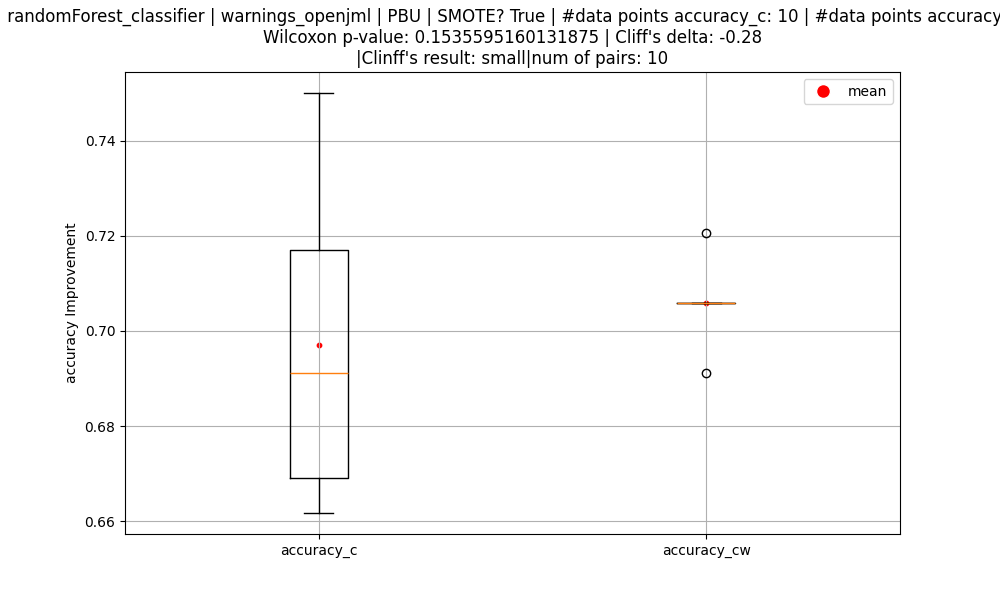 randomForest_classifier | warnings_openjml | PBU | SMOTE? True | #data points accuracy_c: 10 | #data points accuracy
Wilcoxon p-value: 0.1535595160131875 | Cliff's delta: -0.28
|Clinff's result: small|num of pairs: 10
mean
0.74
0.72
0.70
0.68
0.66
accuracy Improvement
accuracy_c
accuracy_cw